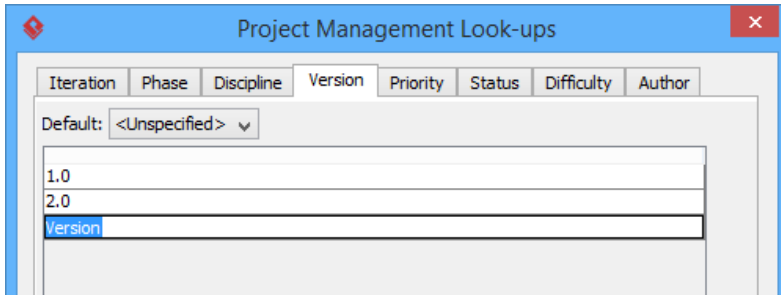 Project Management Look-ups
Iteration Phase Discipline Version Priority Status Difficulty Author
Default: <Unspecified>
1.0
2.0
Version